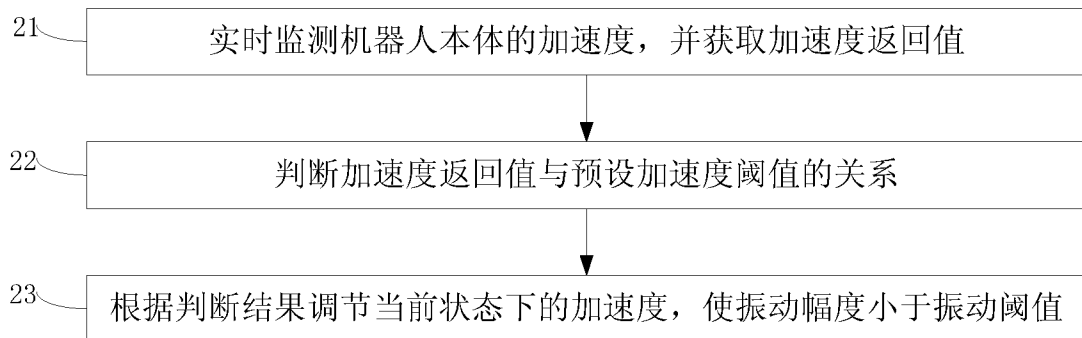 21
实时监测机器人本体的加速度，并获取加速度返回值
22
判断加速度返回值与预设加速度阈值的关系
23
根据判断结果调节当前状态下的加速度，使振动幅度小于振动阈值